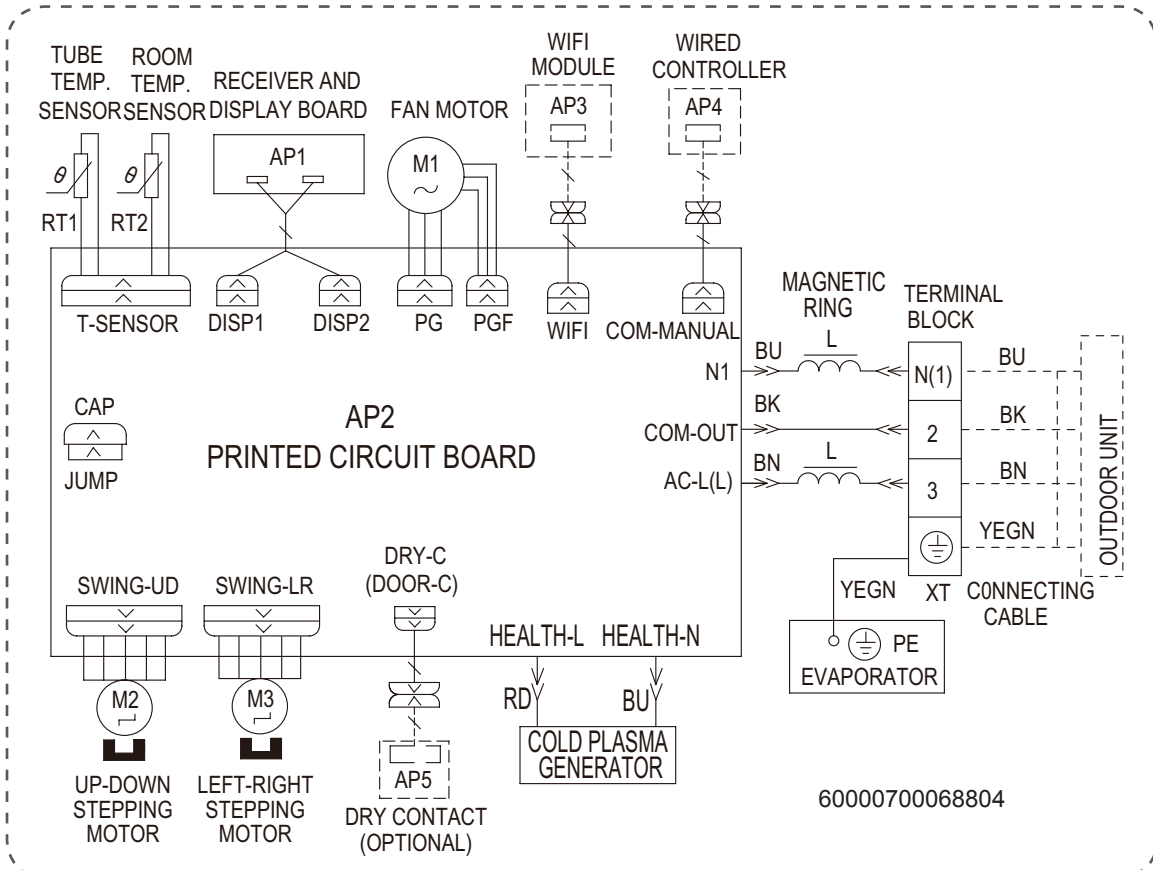 TUBE
TEMP.
SENSOR
ROOM
TEMP.
SENSOR
RECEIVER AND
DISPLAY BOARD
FAN MOTOR
WIFI
MODULE
WIRED
CONTROLLER
AP1
M1
AP3
AP4
θ
θ
RT1
RT2
T-SENSOR
DISP1
DISP2
PG
PGF
WIFI
COM-MANUAL
MAGNETIC
RING
TERMINAL
BLOCK
N1
BU
L
N(1)
BU
COM-OUT
BK
2
BK
AC-L(L)
BN
L
3
BN
YEGN
OUTDOOR UNIT
CAP
JUMP
AP2
PRINTED CIRCUIT BOARD
YEGN
XT
C0NNECTING
CABLE
PE
EVAPORATOR
SWING-UD
SWING-LR
DRY-C
(DOOR-C)
HEALTH-L
HEALTH-N
M2
M3
RD
BU
UP-DOWN
STEPPING
MOTOR
LEFT-RIGHT
STEPPING
MOTOR
AP5
DRY CONTACT
(OPTIONAL)
COLD PLASMA
GENERATOR
60000700068804